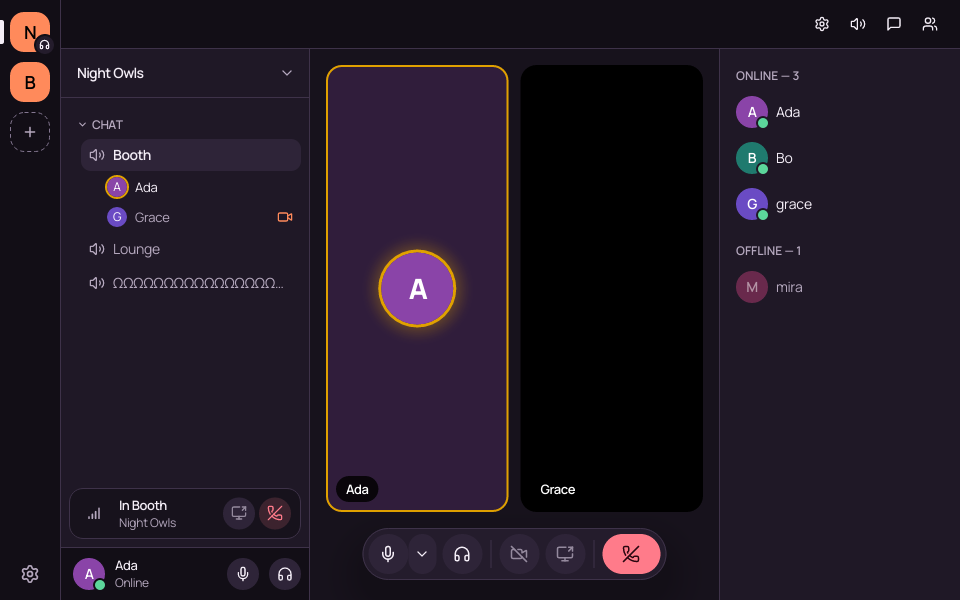 N
B
Night Owls
CHAT
Booth
A Ada
G Grace
Lounge
ΩΩΩΩΩΩΩΩΩΩΩΩΩΩΩ...
In Booth
Night Owls
A Ada
Online
A
Ada
Grace
ONLINE — 3
A Ada
B Bo
G grace
OFFLINE — 1
M mira